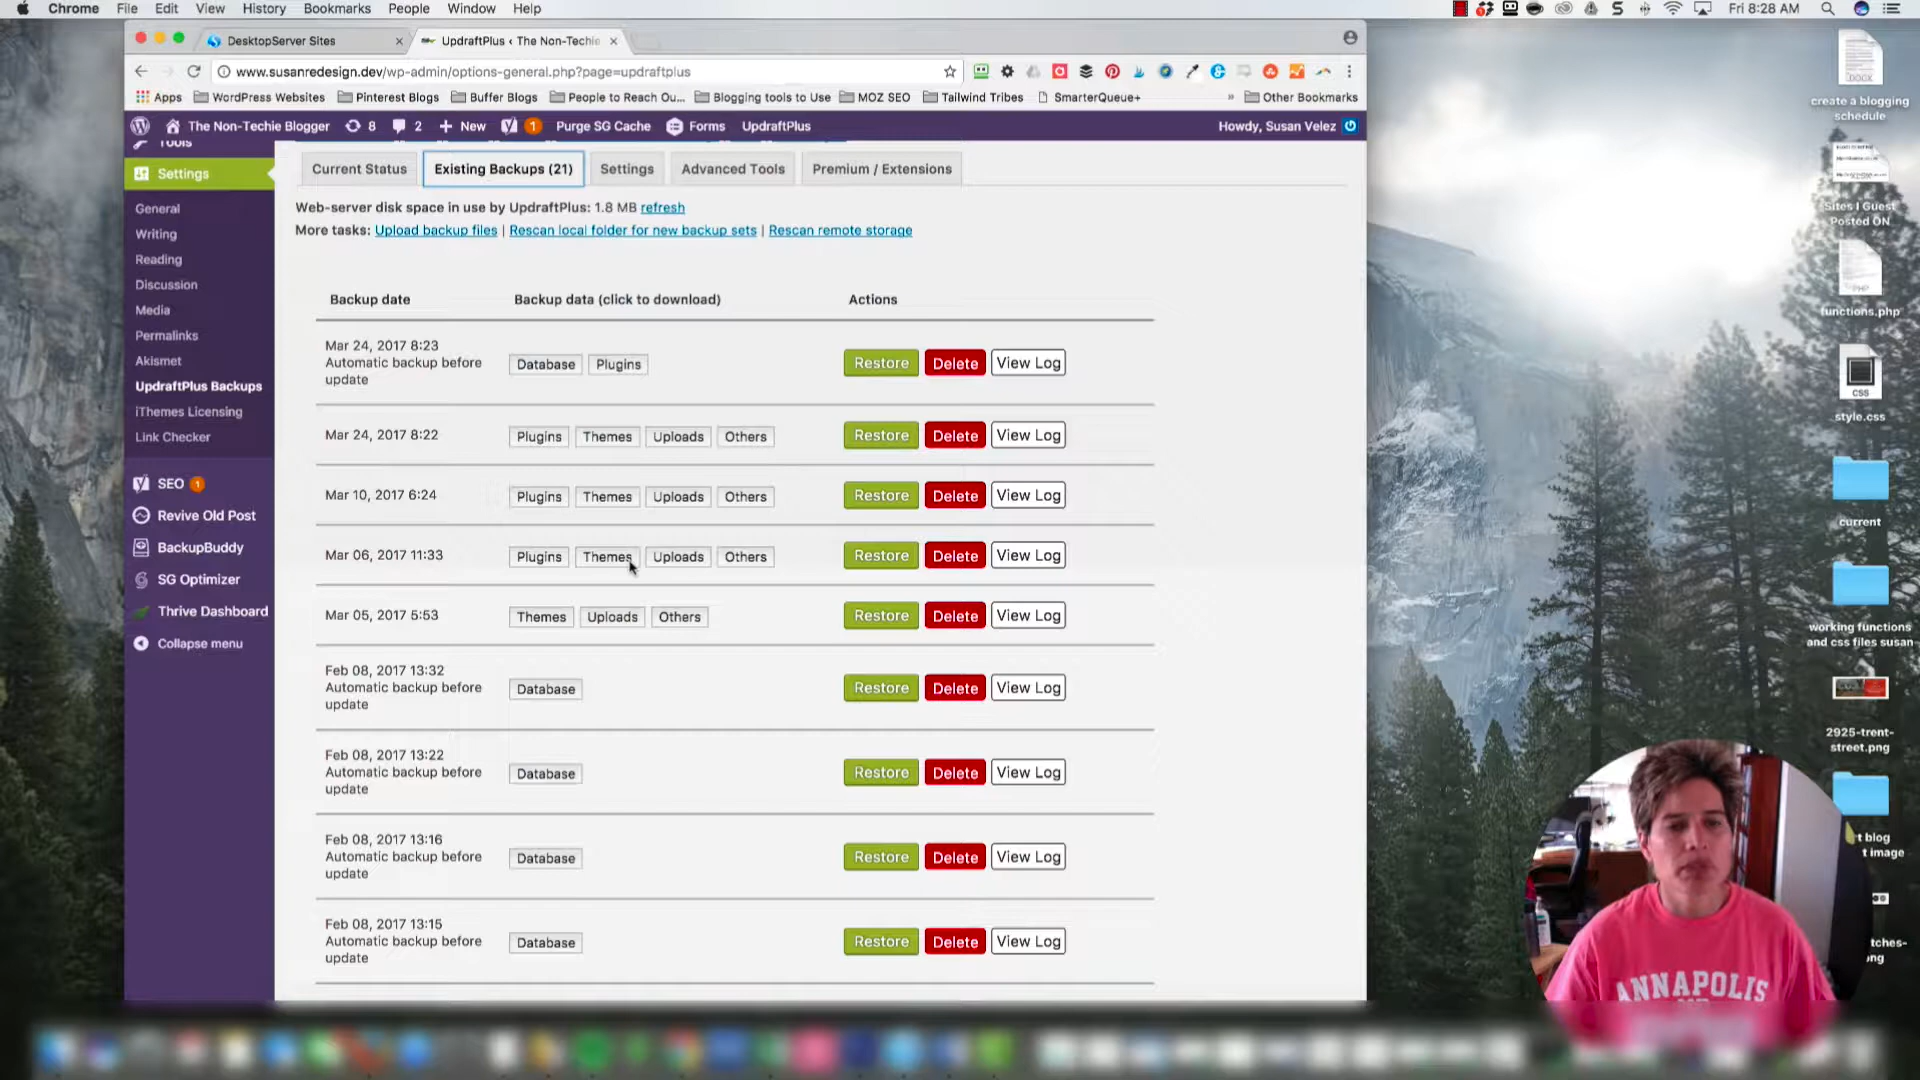 Chrome File Edit View History Bookmarks People Window Help
Fri 8:28 AM
DesktopServer Sites
UpdraftPlus ‹ The Non-Techie
www.susanredesign.dev/wp-admin/options-general.php?page=updraftplus
Apps WordPress Websites Pinterest Blogs Buffer Blogs People to Reach Ou... Blogging tools to Use MOZ SEO Tailwind Tribes SmarterQueue+ » Other Bookmarks
The Non-Techie Blogger 8 2 + New 1 Purge SG Cache Forms UpdraftPlus Howdy, Susan Velez
Tools
Settings
General
Writing
Reading
Discussion
Media
Permalinks
Akismet
UpdraftPlus Backups
iThemes Licensing
Link Checker
SEO 1
Revive Old Post
BackupBuddy
SG Optimizer
Thrive Dashboard
Collapse menu
Current Status Existing Backups (21) Settings Advanced Tools Premium / Extensions
Web-server disk space in use by UpdraftPlus: 1.8 MB refresh
More tasks: Upload backup files | Rescan local folder for new backup sets | Rescan remote storage
Backup date Backup data (click to download) Actions
Mar 24, 2017 8:23
Automatic backup before
update
Database Plugins Restore Delete View Log
Mar 24, 2017 8:22 Plugins Themes Uploads Others Restore Delete View Log
Mar 10, 2017 6:24 Plugins Themes Uploads Others Restore Delete View Log
Mar 06, 2017 11:33 Plugins Themes Uploads Others Restore Delete View Log
Mar 05, 2017 5:53 Themes Uploads Others Restore Delete View Log
Feb 08, 2017 13:32
Automatic backup before
update
Database Restore Delete View Log
Feb 08, 2017 13:22
Automatic backup before
update
Database Restore Delete View Log
Feb 08, 2017 13:16
Automatic backup before
update
Database Restore Delete View Log
Feb 08, 2017 13:15
Automatic backup before
update
Database Restore Delete View Log
DOCX
create a blogging
schedule
Sites I Guest
Posted ON
PHP
functions.php
CSS
style.css
current
working functions
and css files susan
2925-trent-
street.png
t blog
t image
tches-
ng
ANNAPOLIS